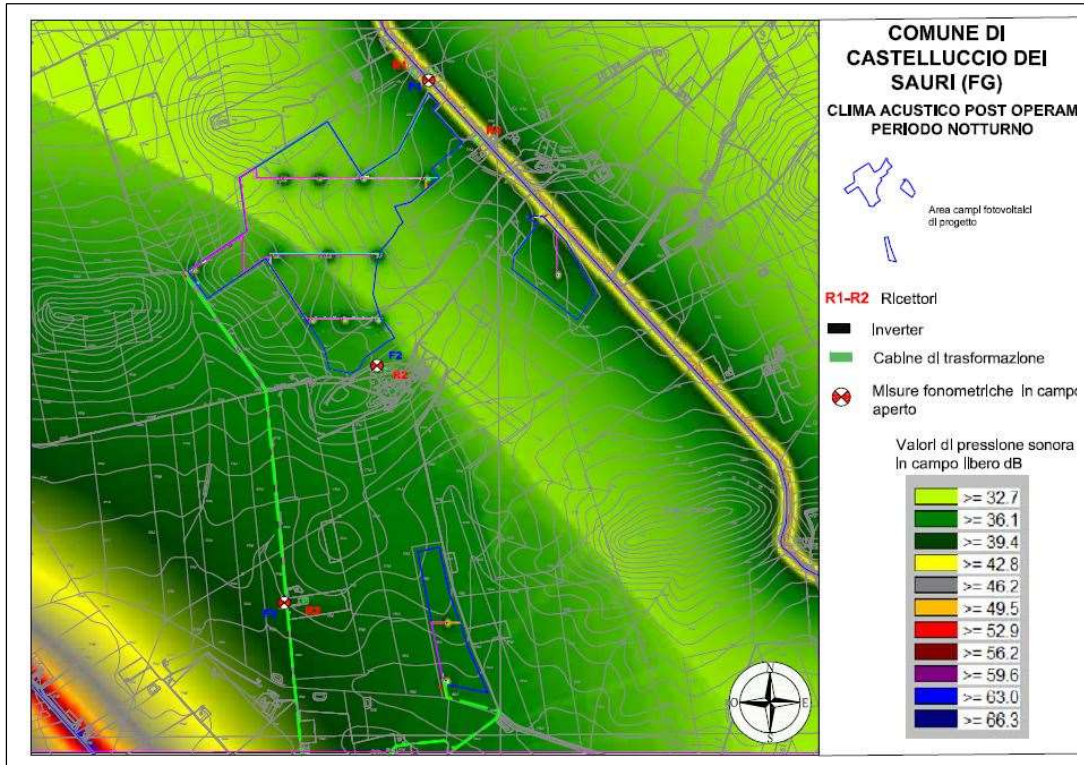 COMUNE DI
CASTELLUCCIO DEI
SAURI (FG)
CLIMA ACUSTICO POST OPERAM
PERIODO NOTTURNO
Area campi fotovoltaici
di progetto
R1-R2 Ricettori
Inverter
Cabine di trasformazione
Misure fonometriche in campo
aperto
Valori di pressione sonora
in campo libero dB
>= 32.7
>= 36.1
>= 39.4
>= 42.8
>= 46.2
>= 49.5
>= 52.9
>= 56.2
>= 59.6
>= 63.0
>= 66.3
R1
F2
R2
R3
N
O E
S